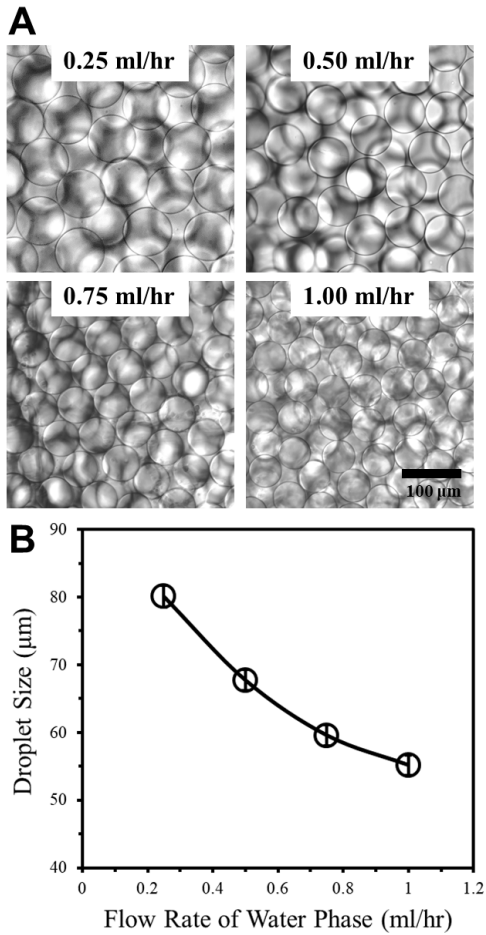 A
0.25 ml/hr
0.50 ml/hr
0.75 ml/hr
1.00 ml/hr
100 μm
B
90
80
70
60
50
40
0
0.2
0.4
0.6
0.8
1
1.2
Droplet Size (μm)
Flow Rate of Water Phase (ml/hr)